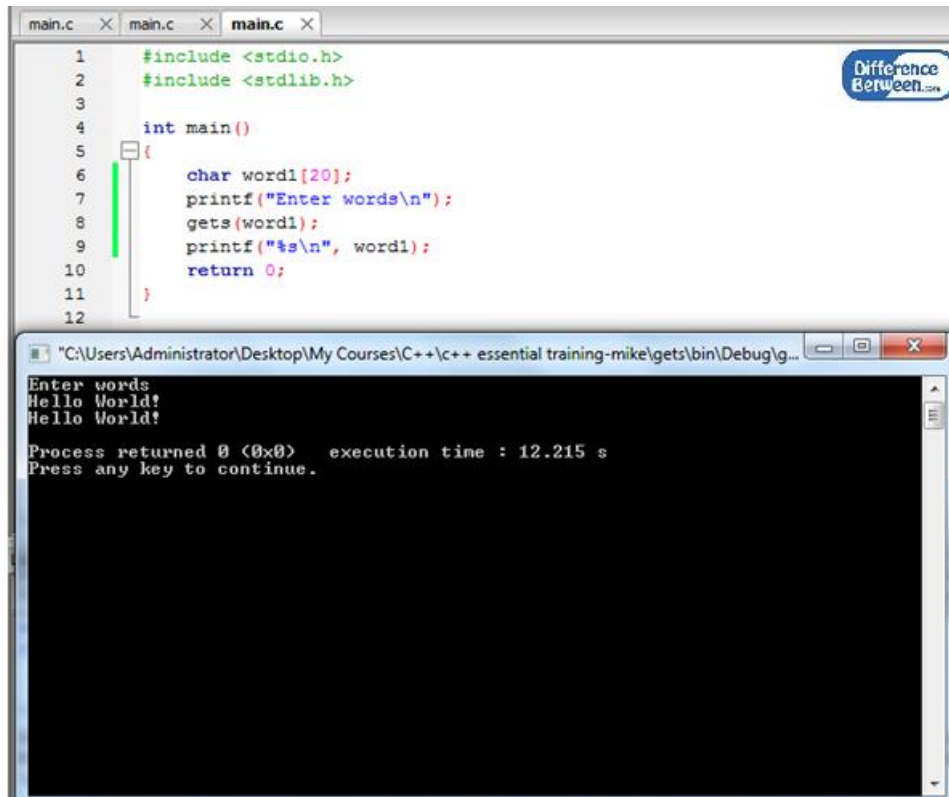 main.c × main.c × main.c ×
1 #include <stdio.h>
2 #include <stdlib.h>
3
4 int main()
5 {
6 char word1[20];
7 printf("Enter words\n");
8 gets(word1);
9 printf("%s\n", word1);
10 return 0;
11 }
12
Difference
Between.com
"C:\Users\Administrator\Desktop\My Courses\C++\c++ essential training-mike\gets\bin\Debug\g...
Enter words
Hello World!
Hello World!
Process returned 0 (0x0) execution time : 12.215 s
Press any key to continue.